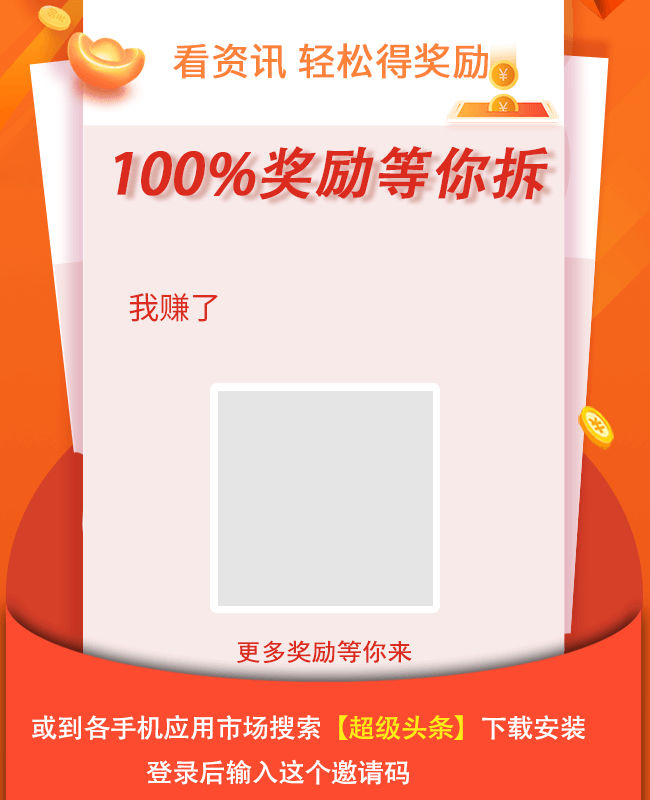 看资讯 轻松得奖励
100%奖励等你拆
我赚了
更多奖励等你来
或到各手机应用市场搜索【超级头条】下载安装
登录后输入这个邀请码